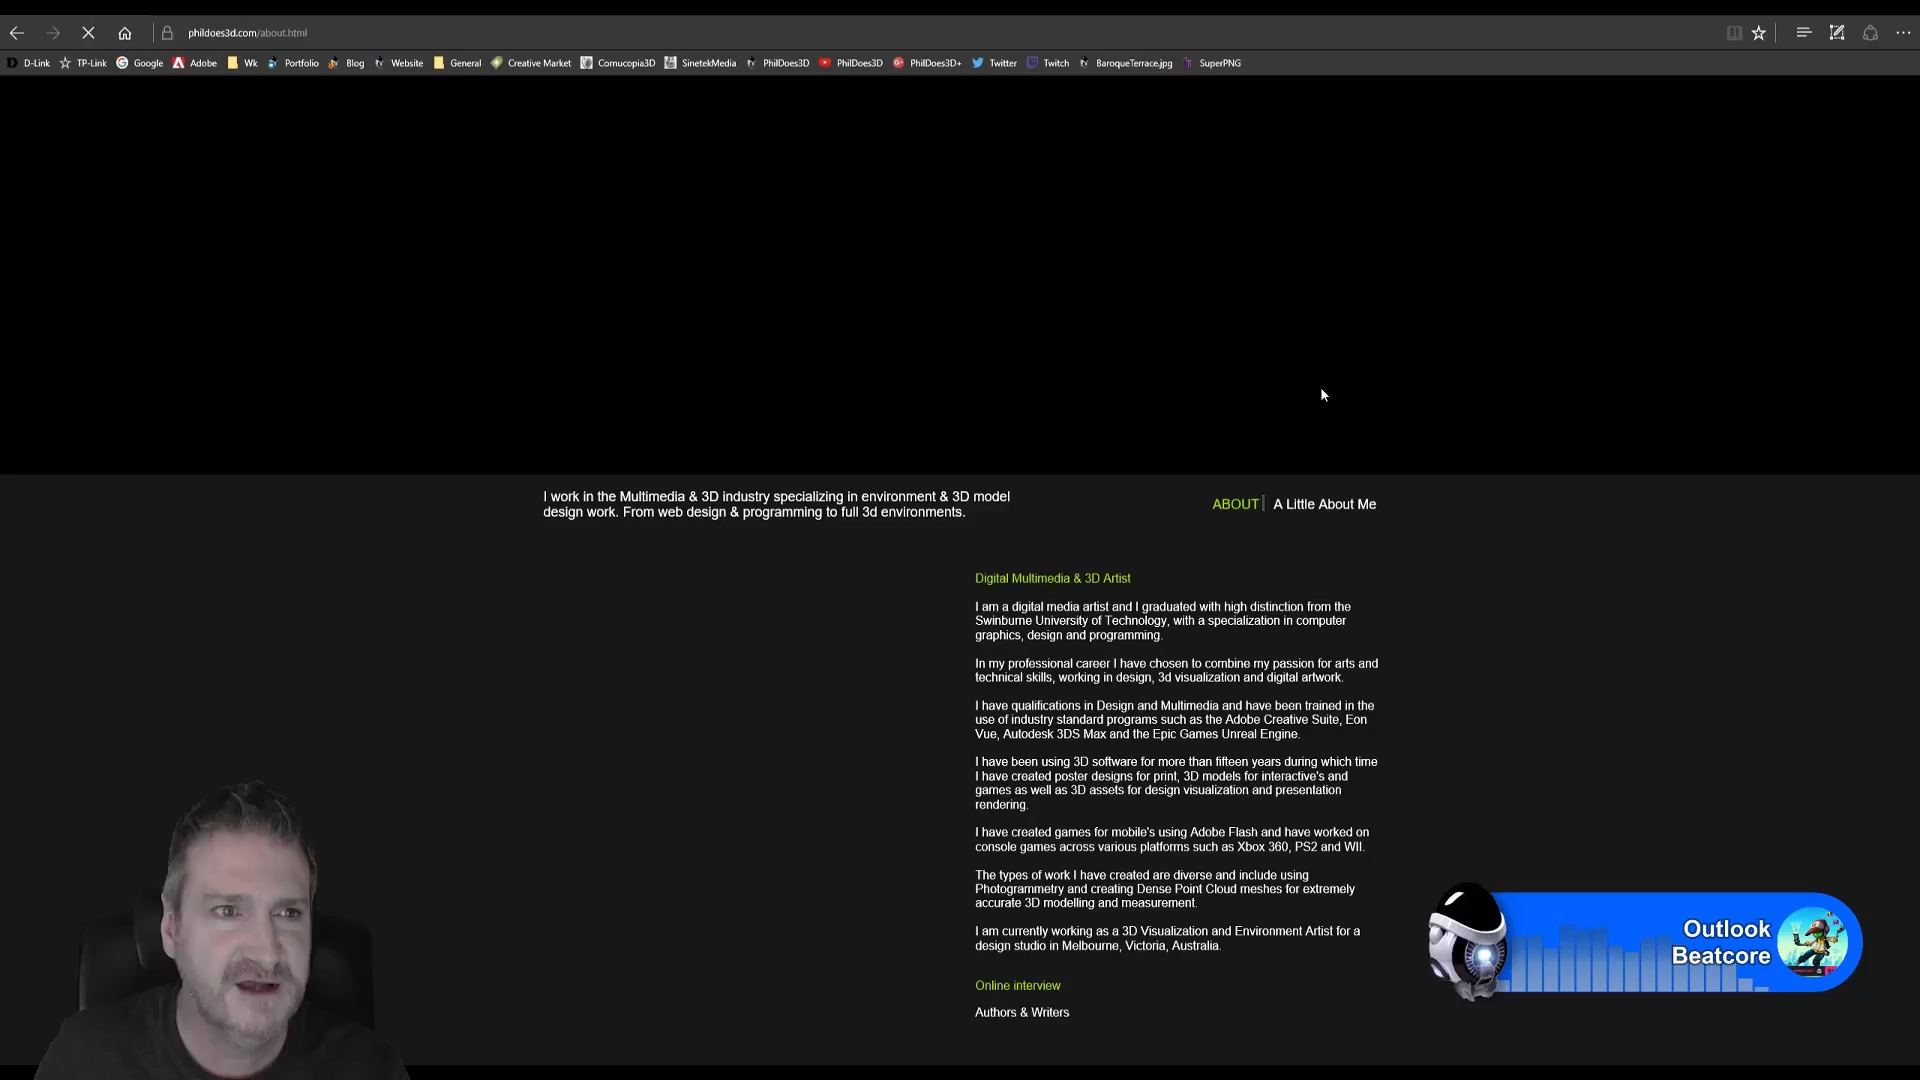 phildoes3d.com/about.html
D-Link TP-Link Google Adobe Wk Portfolio Blog Website General Creative Market Cornucopia3D SinetekMedia PhilDoes3D PhilDoes3D PhilDoes3D+ Twitter Twitch BaroqueTerrace.jpg SuperPNG
I work in the Multimedia & 3D industry specializing in environment & 3D model
design work. From web design & programming to full 3d environments.
ABOUT A Little About Me
Digital Multimedia & 3D Artist
I am a digital media artist and I graduated with high distinction from the
Swinburne University of Technology, with a specialization in computer
graphics, design and programming.
In my professional career I have chosen to combine my passion for arts and
technical skills, working in design, 3d visualization and digital artwork.
I have qualifications in Design and Multimedia and have been trained in the
use of industry standard programs such as the Adobe Creative Suite, Eon
Vue, Autodesk 3DS Max and the Epic Games Unreal Engine.
I have been using 3D software for more than fifteen years during which time
I have created poster designs for print, 3D models for interactive's and
games as well as 3D assets for design visualization and presentation
rendering.
I have created games for mobile's using Adobe Flash and have worked on
console games across various platforms such as Xbox 360, PS2 and WII.
The types of work I have created are diverse and include using
Photogrammetry and creating Dense Point Cloud meshes for extremely
accurate 3D modelling and measurement.
I am currently working as a 3D Visualization and Environment Artist for a
design studio in Melbourne, Victoria, Australia.
Online interview
Authors & Writers
Outlook
Beatcore